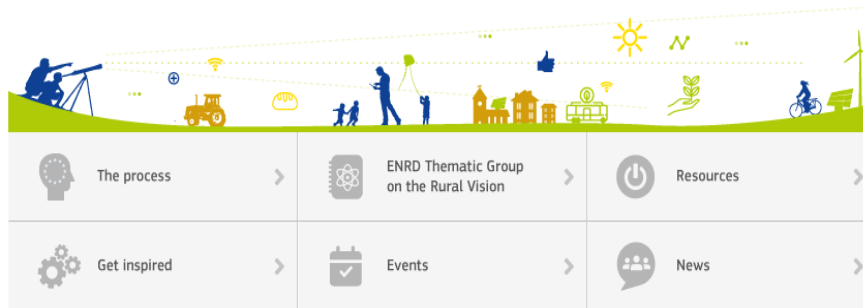 The process
ENRD Thematic Group
on the Rural Vision
Resources
Get inspired
Events
News